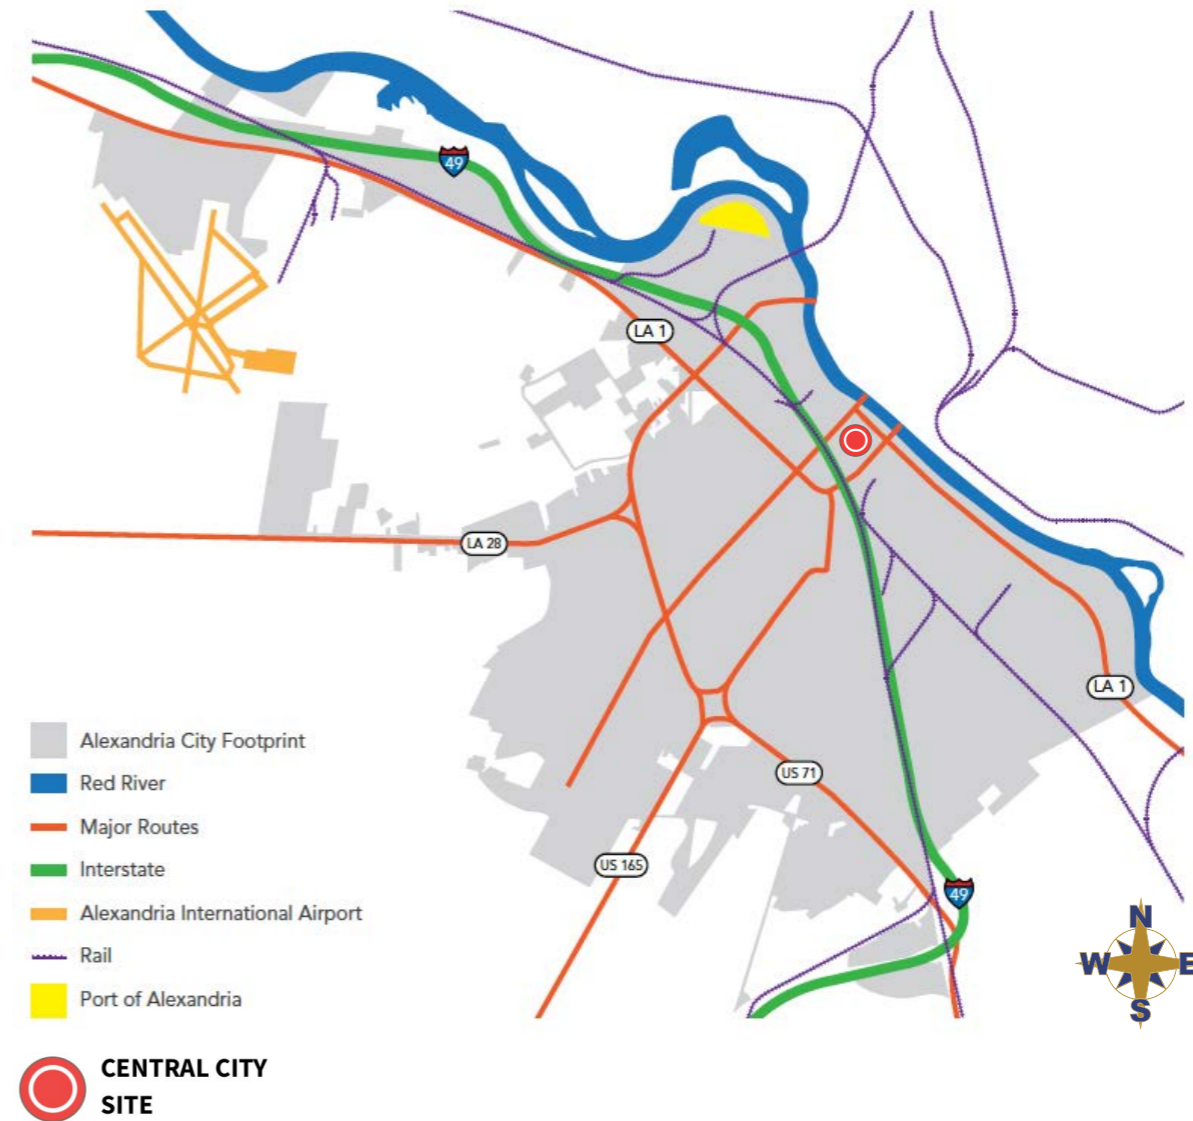 49
LA 1
LA 28
LA 1
Alexandria City Footprint
Red River
US 71
Major Routes
US 165
Interstate
49
Alexandria International Airport
N
Rail
W E
Port of Alexandria
S
CENTRAL CITY
SITE